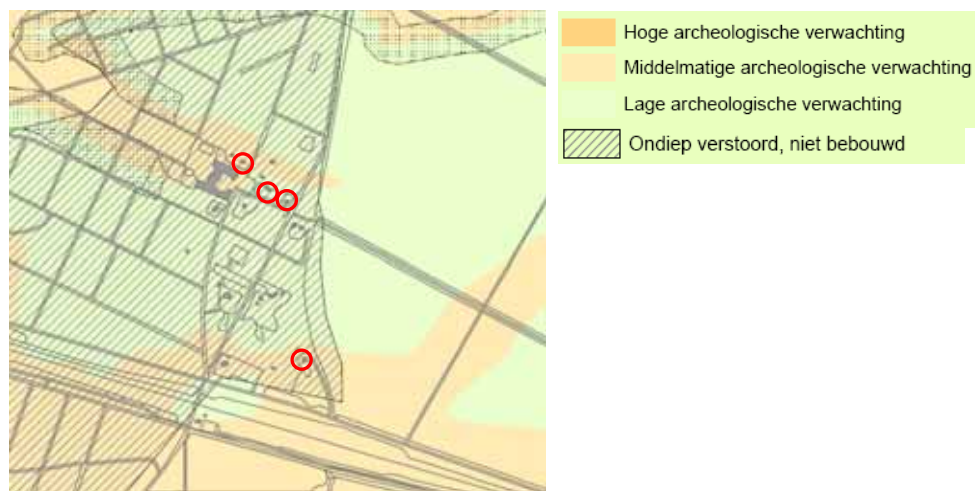 Hoge archeologische verwachting
Middelmatige archeologische verwachting
Lage archeologische verwachting
Ondiep verstoord, niet bebouwd